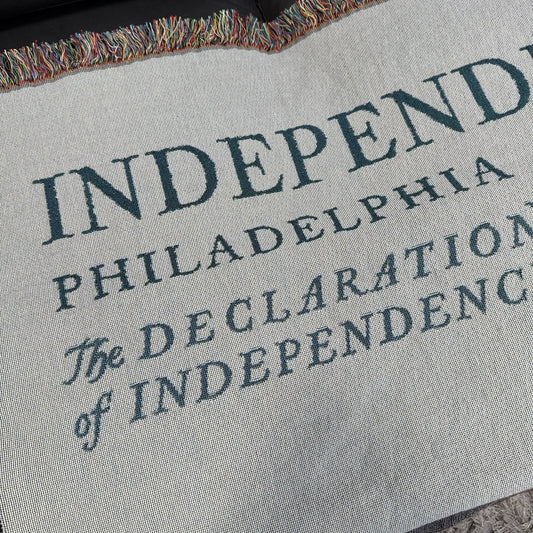 INDEPEND
PHILADELPHIA
The DECLARATION
of INDEPENDENC